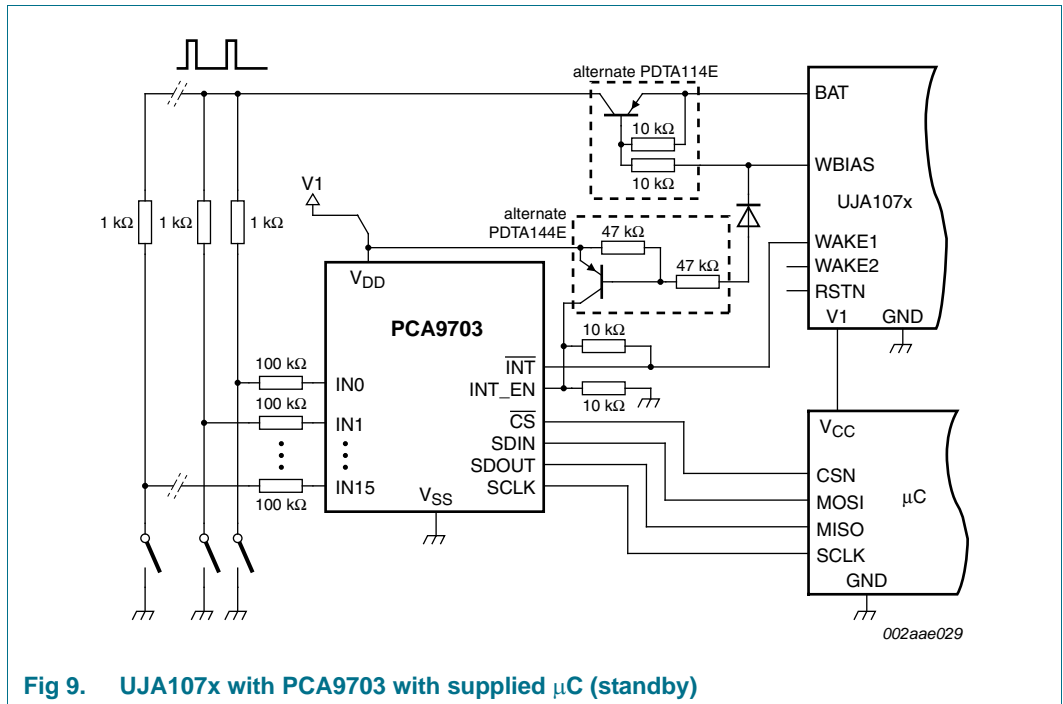 alternate PDTA114E
BAT
10 kΩ
10 kΩ
WBIAS
UJA107x
V1
alternate
PDTA144E
1 kΩ
1 kΩ
1 kΩ
47 kΩ
47 kΩ
WAKE1
WAKE2
RSTN
V1
GND
VDD
PCA9703
10 kΩ
INT
INT_EN
10 kΩ
100 kΩ
IN0
100 kΩ
IN1
100 kΩ
IN15
CS
SDIN
SDOUT
SCLK
VSS
VCC
CSN
MOSI
MISO
SCLK
μC
GND
002aae029
Fig 9. UJA107x with PCA9703 with supplied μC (standby)